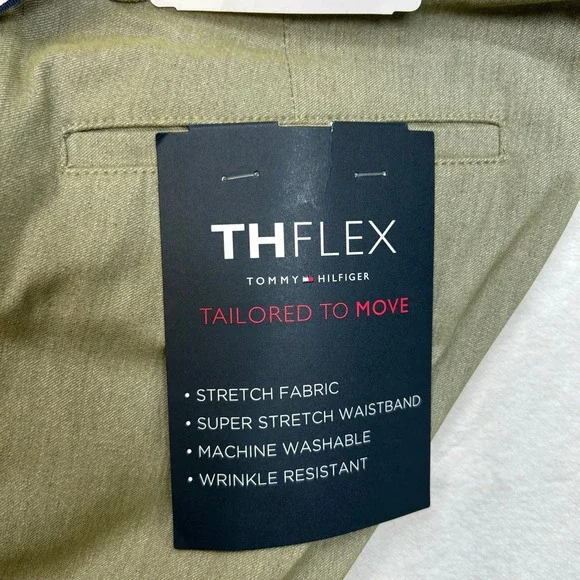 THFLEX
TOMMY HILFIGER
TAILORED TO MOVE
• STRETCH FABRIC
• SUPER STRETCH WAISTBAND
• MACHINE WASHABLE
• WRINKLE RESISTANT